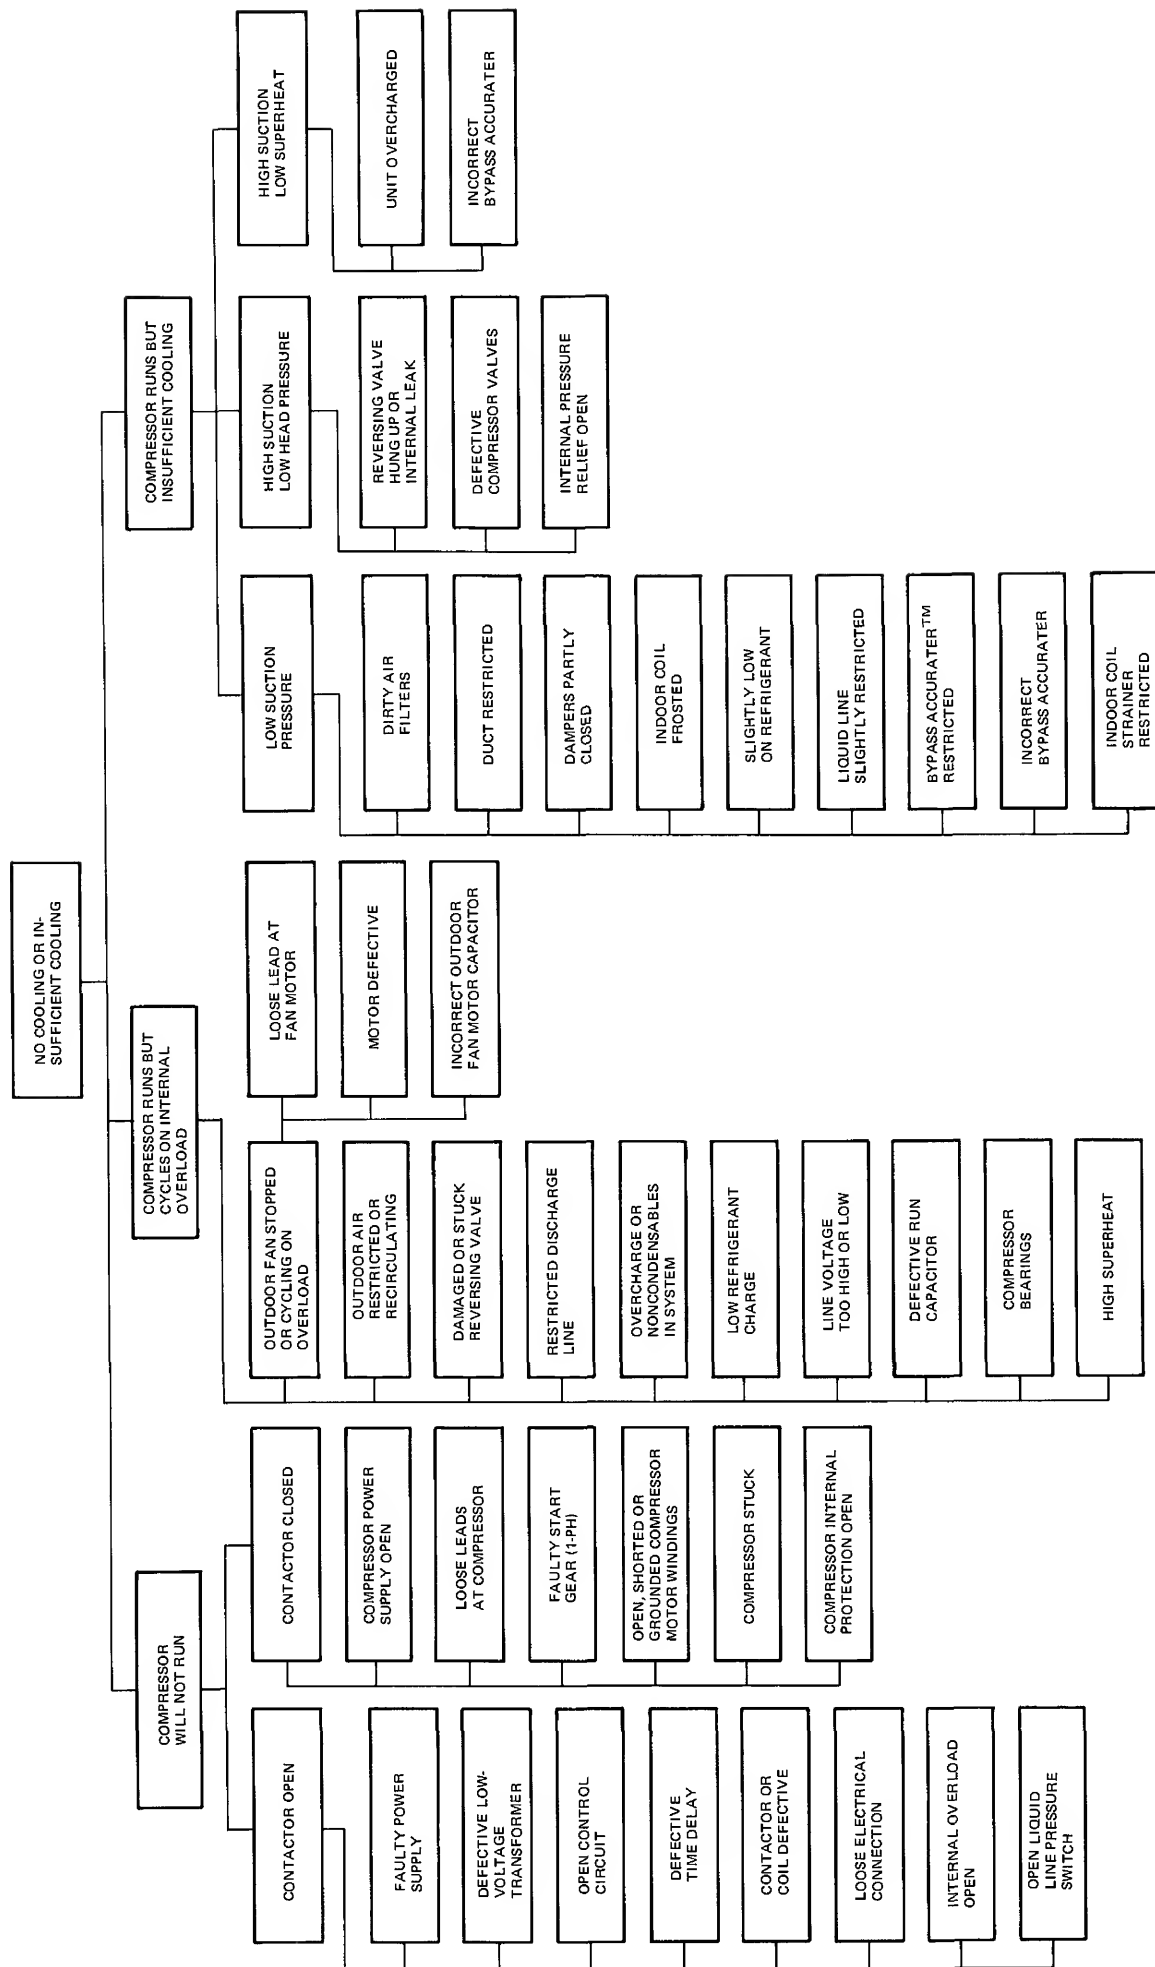 NO COOLING OR IN-
SUFFICIENT COOLING
COMPRESSOR
WILL NOT RUN
CONTACTOR OPEN
FAULTY POWER
SUPPLY
DEFECTIVE LOW-
VOLTAGE
TRANSFORMER
OPEN CONTROL
CIRCUIT
DEFECTIVE
TIME DELAY
CONTACTOR OR
COIL DEFECTIVE
LOOSE ELECTRICAL
CONNECTION
INTERNAL OVERLOAD
OPEN
OPEN LIQUID
LINE PRESSURE
SWITCH
CONTACTOR CLOSED
COMPRESSOR POWER
SUPPLY OPEN
LOOSE LEADS
AT COMPRESSOR
FAULTY START
GEAR (1-PH)
OPEN, SHORTED OR
GROUNDED COMPRESSOR
MOTOR WINDINGS
COMPRESSOR STUCK
COMPRESSOR INTERNAL
PROTECTION OPEN
COMPRESSOR RUNS BUT
CYCLES ON INTERNAL
OVERLOAD
OUTDOOR FAN STOPPED
OR CYCLING ON
OVERLOAD
OUTDOOR AIR
RESTRICTED OR
RECIRCULATING
DAMAGED OR STUCK
REVERSING VALVE
RESTRICTED DISCHARGE
LINE
OVERCHARGE OR
NONCONDENSABLES
IN SYSTEM
LOW REFRIGERANT
CHARGE
LINE VOLTAGE
TOO HIGH OR LOW
DEFECTIVE RUN
CAPACITOR
COMPRESSOR
BEARINGS
HIGH SUPERHEAT
LOOSE LEAD AT
FAN MOTOR
MOTOR DEFECTIVE
INCORRECT OUTDOOR
FAN MOTOR CAPACITOR
COMPRESSOR RUNS BUT
INSUFFICIENT COOLING
LOW SUCTION
PRESSURE
DIRTY AIR
FILTERS
DUCT RESTRICTED
DAMPERS PARTLY
CLOSED
INDOOR COIL
FROSTED
SLIGHTLY LOW
ON REFRIGERANT
LIQUID LINE
SLIGHTLY RESTRICTED
BYPASS ACCURATER™
RESTRICTED
INCORRECT
BYPASS ACCURATER
INDOOR COIL
STRAINER
RESTRICTED
HIGH SUCTION
LOW HEAD PRESSURE
REVERSING VALVE
HUNG UP OR
INTERNAL LEAK
DEFECTIVE
COMPRESSOR VALVES
INTERNAL PRESSURE
RELIEF OPEN
HIGH SUCTION
LOW SUPERHEAT
UNIT OVERCHARGED
INCORRECT
BYPASS ACCURATER